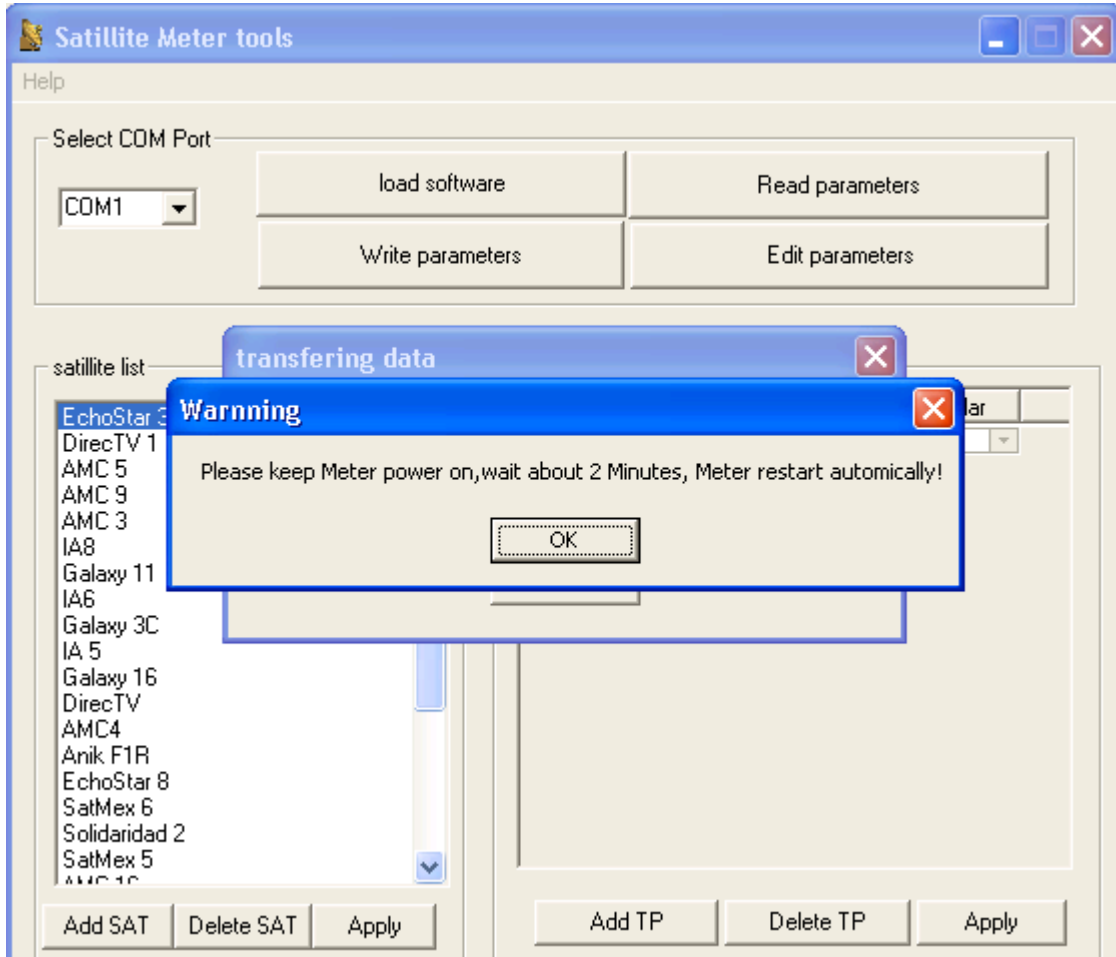 Satillite Meter tools
Help
Select COM Port
COM1
load software
Read parameters
Write parameters
Edit parameters
satillite list
transfering data
Warnning
Please keep Meter power on,wait about 2 Minutes, Meter restart automically!
OK
EchoStar 3
DirecTV 1
AMC 5
AMC 9
AMC 3
IA8
Galaxy 11
IA6
Galaxy 3C
IA 5
Galaxy 16
DirecTV
AMC4
Anik F1R
EchoStar 8
SatMex 6
Solidaridad 2
SatMex 5
Add SAT
Delete SAT
Apply
Add TP
Delete TP
Apply